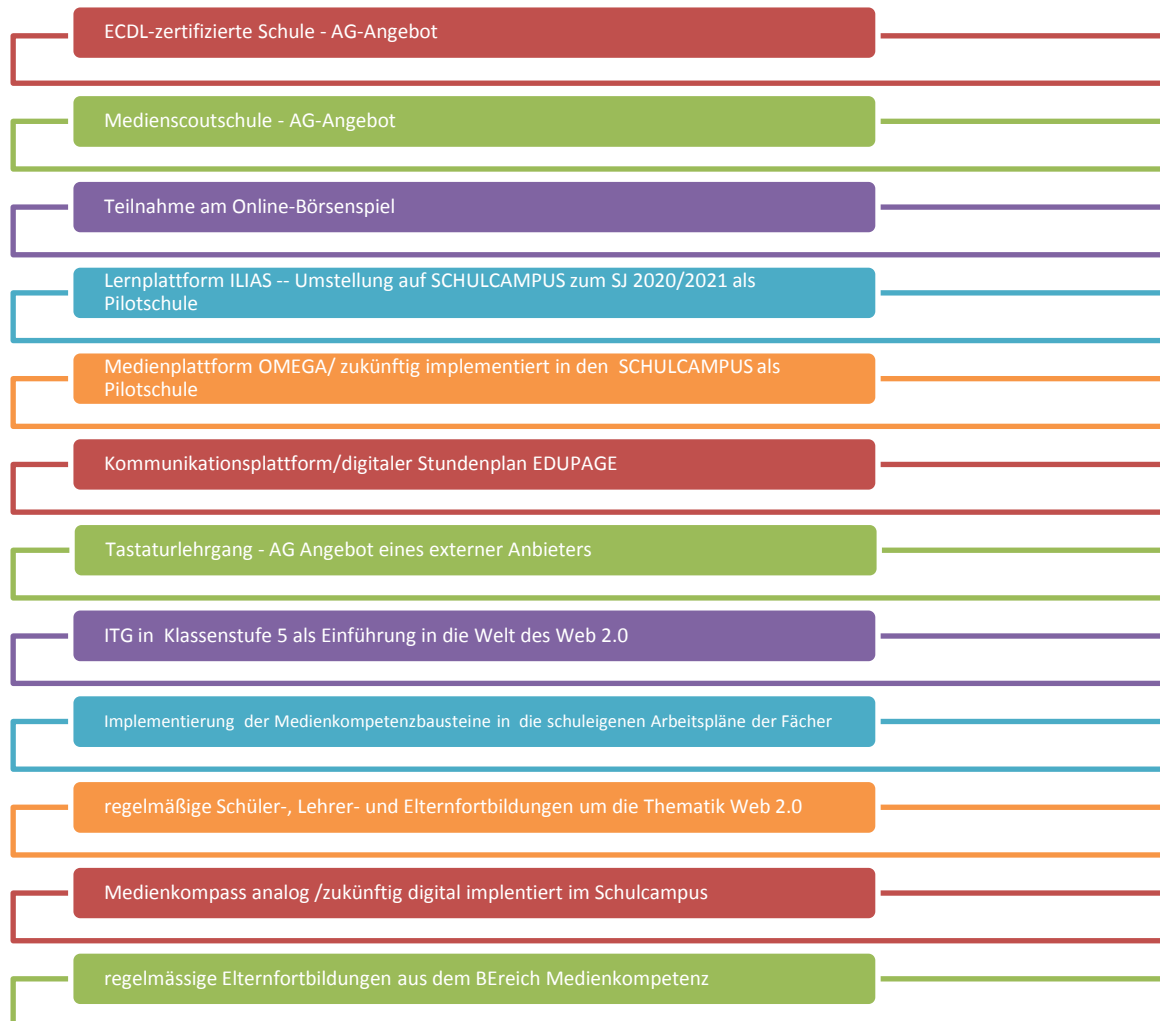 ECDL-zertifizierte Schule - AG-Angebot
Medienscoutschule - AG-Angebot
Teilnahme am Online-Börsenspiel
Lernplattform ILIAS -- Umstellung auf SCHULCAMPUS zum SJ 2020/2021 als
Pilotschule
Medienplattform OMEGA/ zukünftig implementiert in den SCHULCAMPUS als
Pilotschule
Kommunikationsplattform/digitaler Stundenplan EDUPAGE
Tastaturlehrgang - AG Angebot eines externer Anbieters
ITG in Klassenstufe 5 als Einführung in die Welt des Web 2.0
Implementierung der Medienkompetenzbausteine in die schuleigenen Arbeitspläne der Fächer
regelmäßige Schüler-, Lehrer- und Elternfortbildungen um die Thematik Web 2.0
Medienkompass analog /zukünftig digital implentiert im Schulcampus
regelmässige Elternfortbildungen aus dem BEreich Medienkompetenz